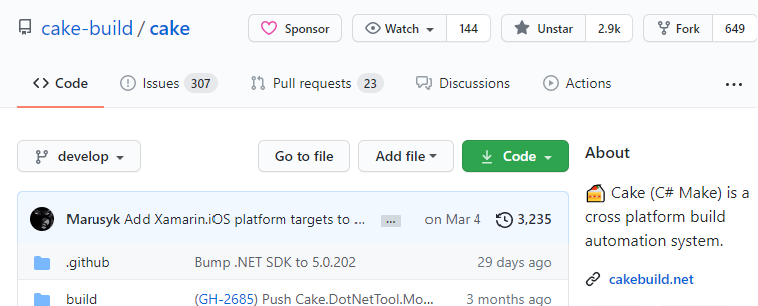 cake-build / cake
Sponsor Watch 144 Unstar 2.9k Fork 649
Code Issues 307 Pull requests 23 Discussions Actions ...
develop Go to file Add file Code
Marusyk Add Xamarin.iOS platform targets to ... ... on Mar 4 3,235
.github Bump .NET SDK to 5.0.202 29 days ago
build (GH-2685) Push Cake.DotNetTool.Mo... 3 months ago
About
Cake (C# Make) is a
cross platform build
automation system.
cakebuild.net